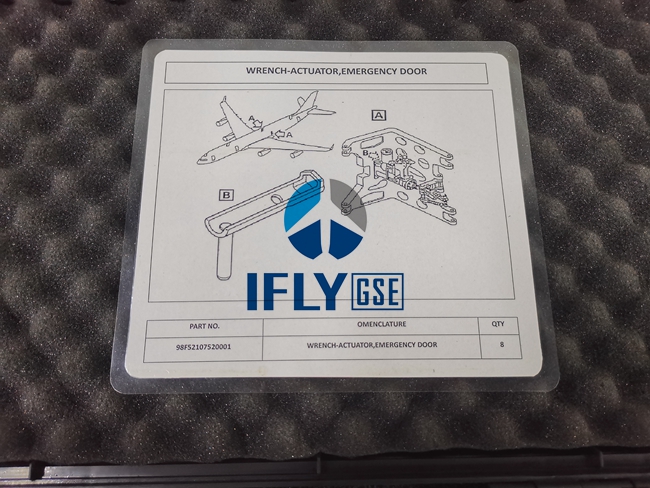 WRENCH-ACTUATOR,EMERGENCY DOOR
A
A
A
B
B
IFLY GSE
PART NO. OMENCLATURE QTY
98F52107520001 WRENCH-ACTUATOR,EMERGENCY DOOR 8